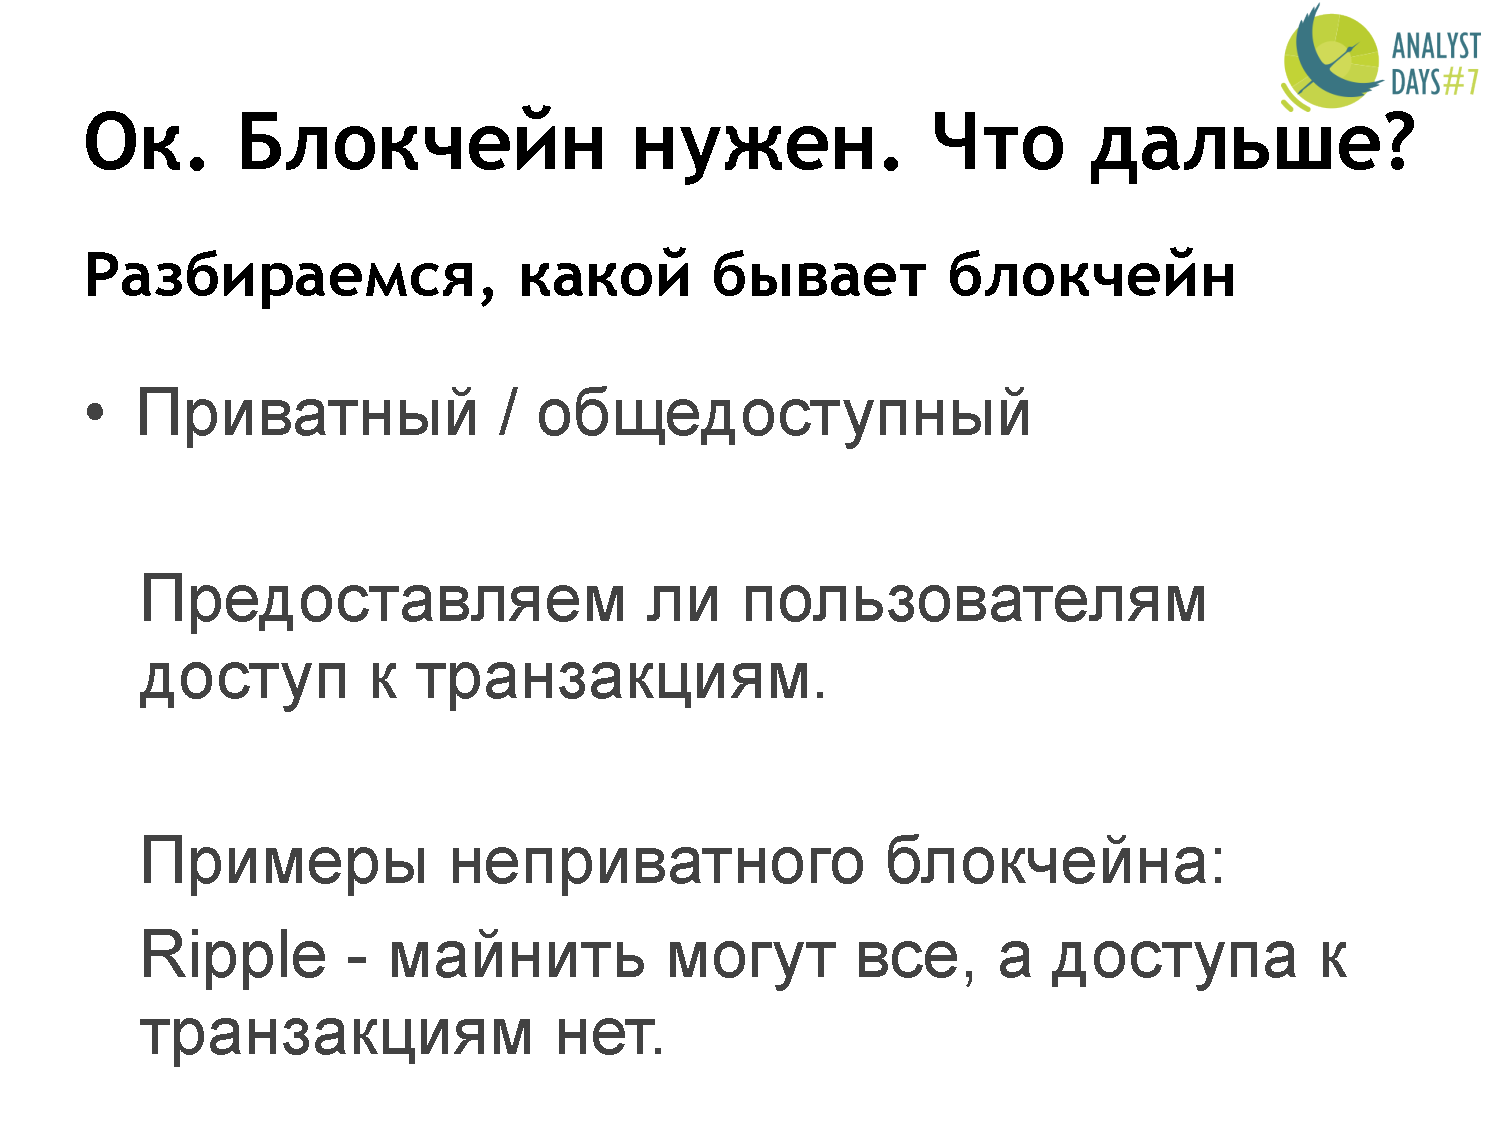 ANALYST
DAYS#7
Ок. Блокчейн нужен. Что дальше?
Разбираемся, какой бывает блокчейн
• Приватный / общедоступный
Предоставляем ли пользователям
доступ к транзакциям.
Примеры неприватного блокчейна:
Ripple - майнить могут все, а доступа к
транзакциям нет.